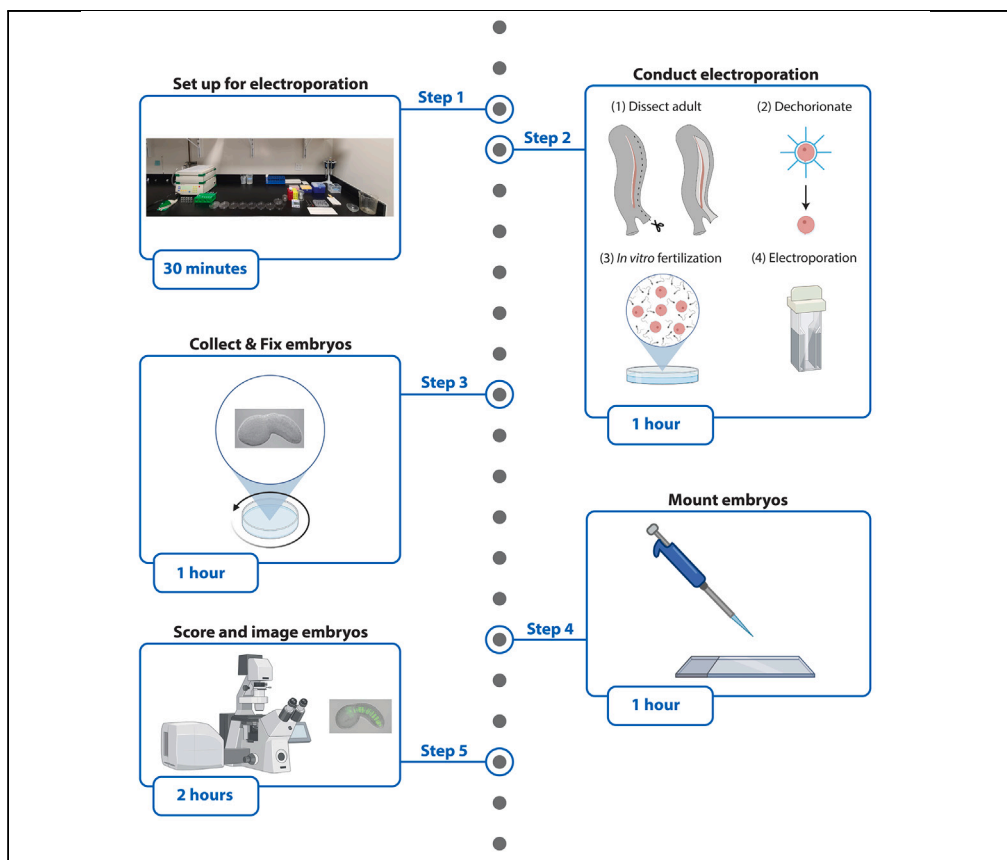 Set up for electroporation
Step 1
30 minutes
Conduct electroporation
Step 2
(1) Dissect adult
(2) Dechorionate
(3) In vitro fertilization
(4) Electroporation
1 hour
Collect & Fix embryos
Step 3
1 hour
Mount embryos
Step 4
1 hour
Score and image embryos
Step 5
2 hours